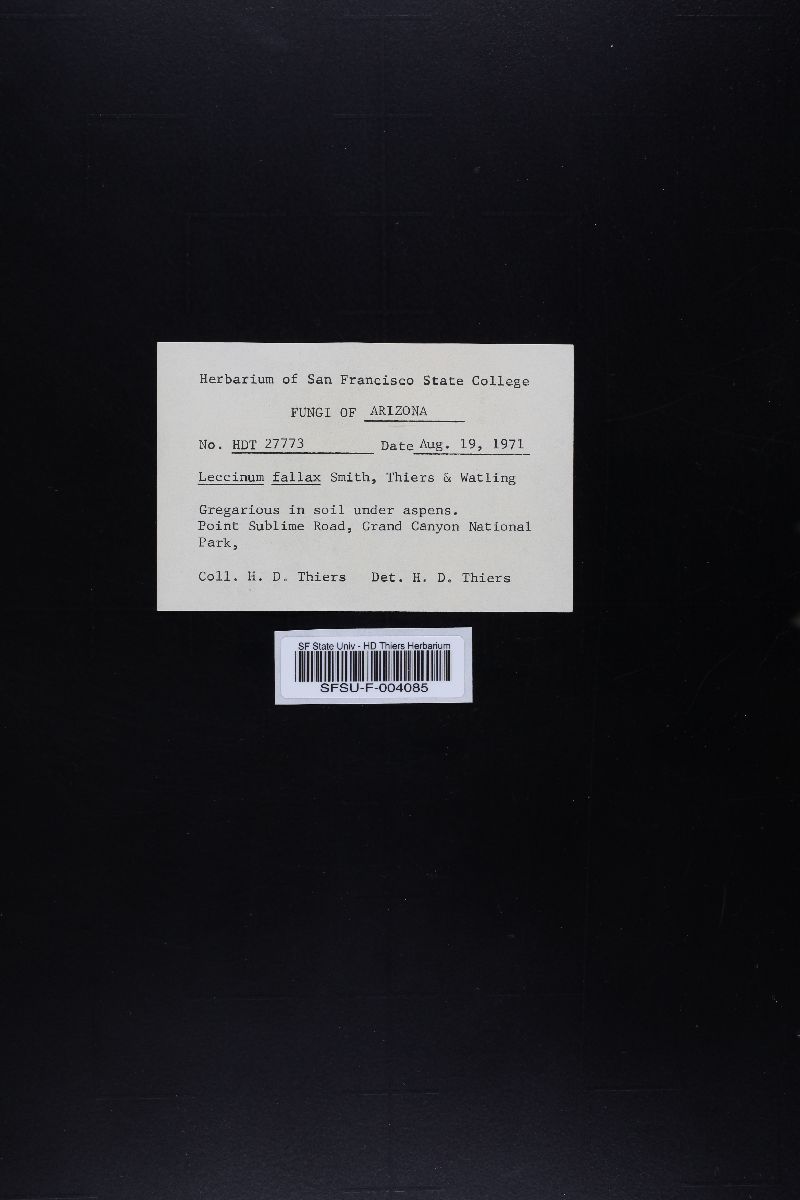 Herbarium of San Francisco State College
FUNGI OF ARIZONA
No. HDT 27773 Date Aug. 19, 1971
Leccinum fallax Smith, Thiers & Watling
Gregarious in soil under aspens.
Point Sublime Road, Grand Canyon National
Park,
Coll. H. D. Thiers Det. H. D. Thiers
SF State Univ - HD Thiers Herbarium
SFSU-F-004085